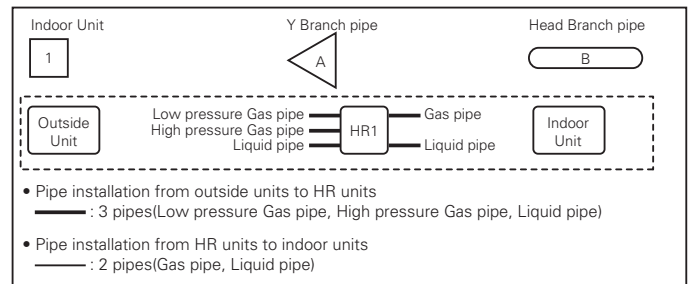 Indoor Unit Y Branch pipe Head Branch pipe
1 A B
Outside Unit
Low pressure Gas pipe
High pressure Gas pipe
Liquid pipe
HR1
Gas pipe
Liquid pipe
Indoor Unit
• Pipe installation from outside units to HR units
: 3 pipes(Low pressure Gas pipe, High pressure Gas pipe, Liquid pipe)
• Pipe installation from HR units to indoor units
: 2 pipes(Gas pipe, Liquid pipe)